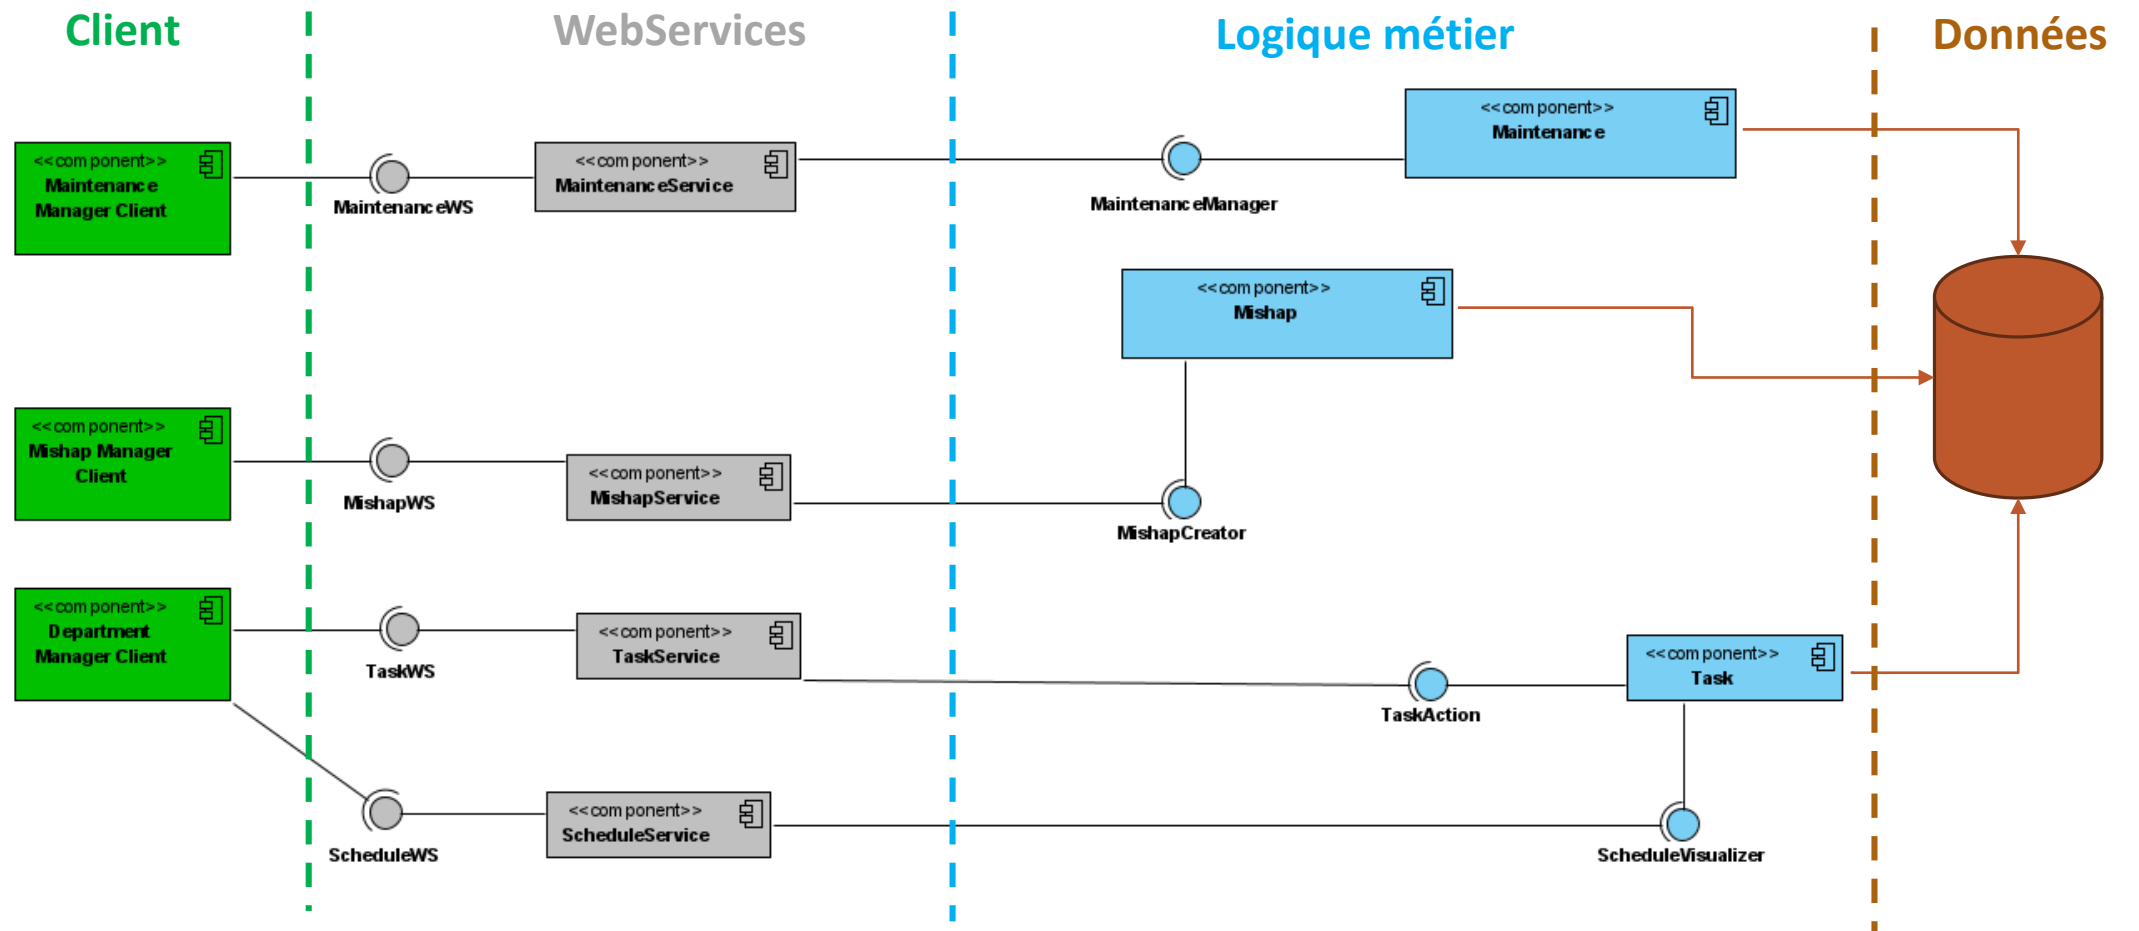 Client
WebServices
Logique métier
Données
<<component>>
Maintenance
Manager Client
MaintenanceWS
<<component>>
MaintenanceService
MaintenanceManager
<<component>>
Maintenance
<<component>>
Mishap
<<component>>
Mishap Manager
Client
MishapWS
<<component>>
MishapService
MishapCreator
<<component>>
Department
Manager Client
TaskWS
<<component>>
TaskService
TaskAction
<<component>>
Task
ScheduleWS
<<component>>
ScheduleService
ScheduleVisualizer